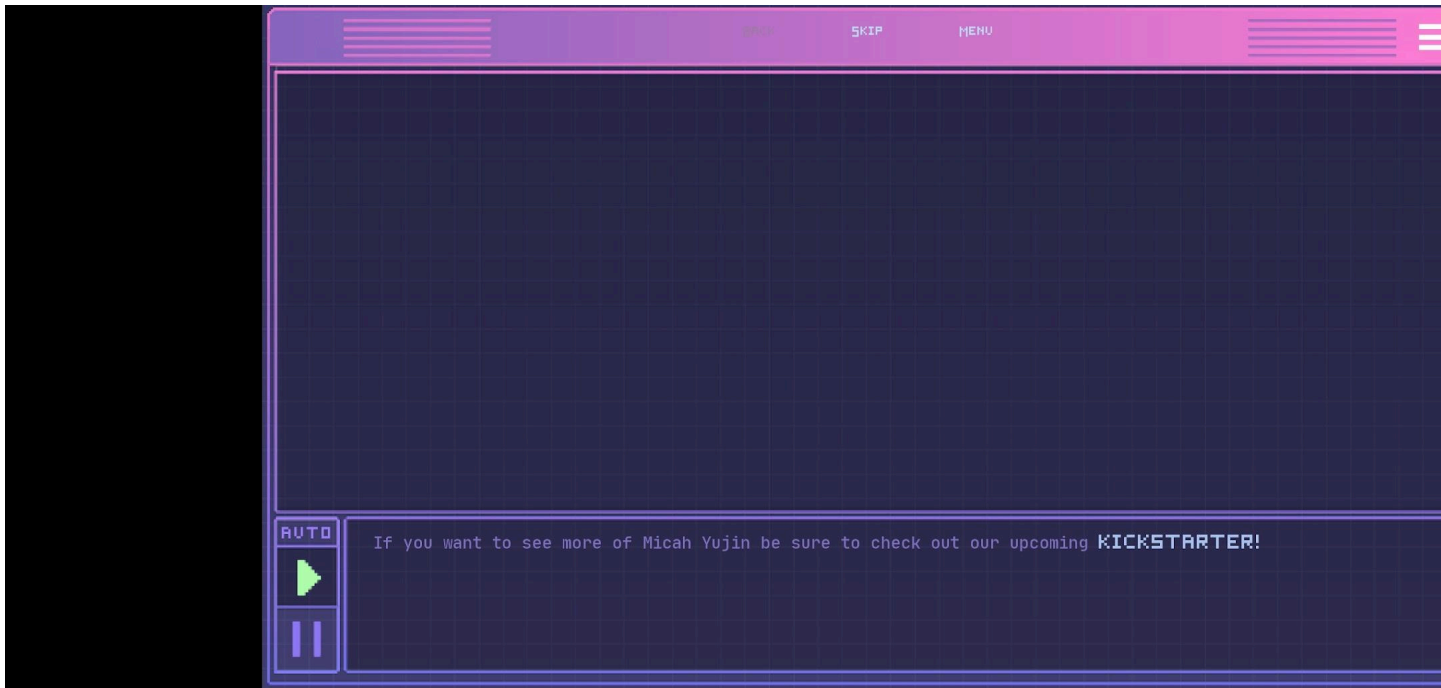 BACK SKIP MENU
AUTO
If you want to see more of Micah Yujin be sure to check out our upcoming KICKSTARTER!